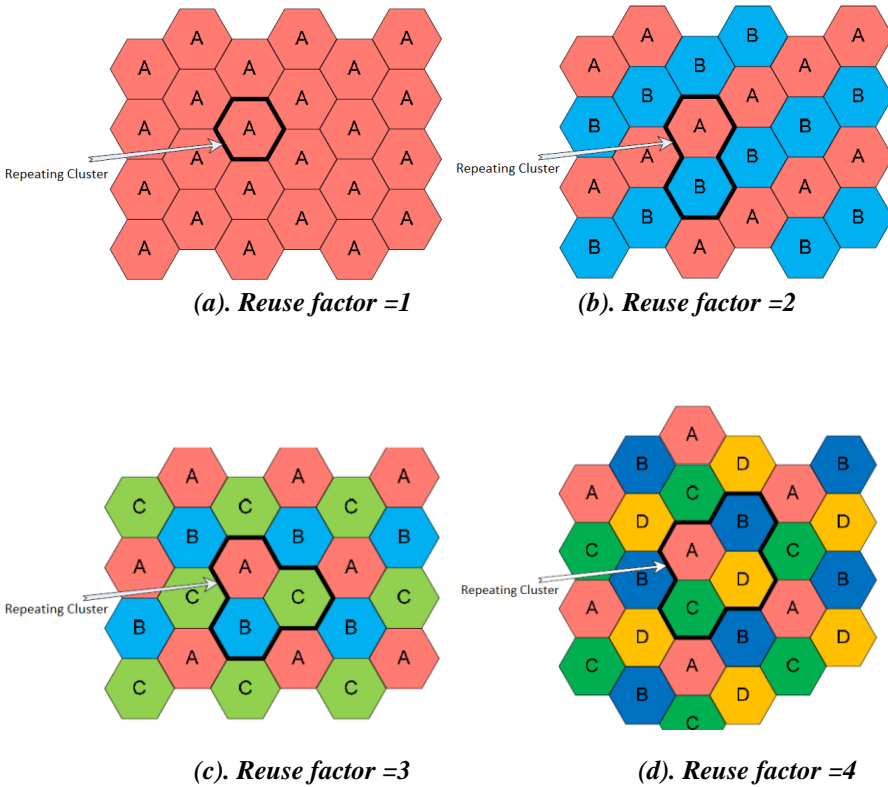 A A A
A A A
A A A
A A A
A A A
A A A
A A A
A A A
Repeating Cluster
(a). Reuse factor =1
A B A
A B A
B A B
B A B
A B A
A B A
B A B
B A B
Repeating Cluster
(b). Reuse factor =2
A A A
C C C
B B B
A A A
C C C
B B B
A A A
C C C
Repeating Cluster
(c). Reuse factor =3
A
B D B
A C A
D B D
C A C
B D B
A C A
D B D
C A C
B D
C
Repeating Cluster
(d). Reuse factor =4